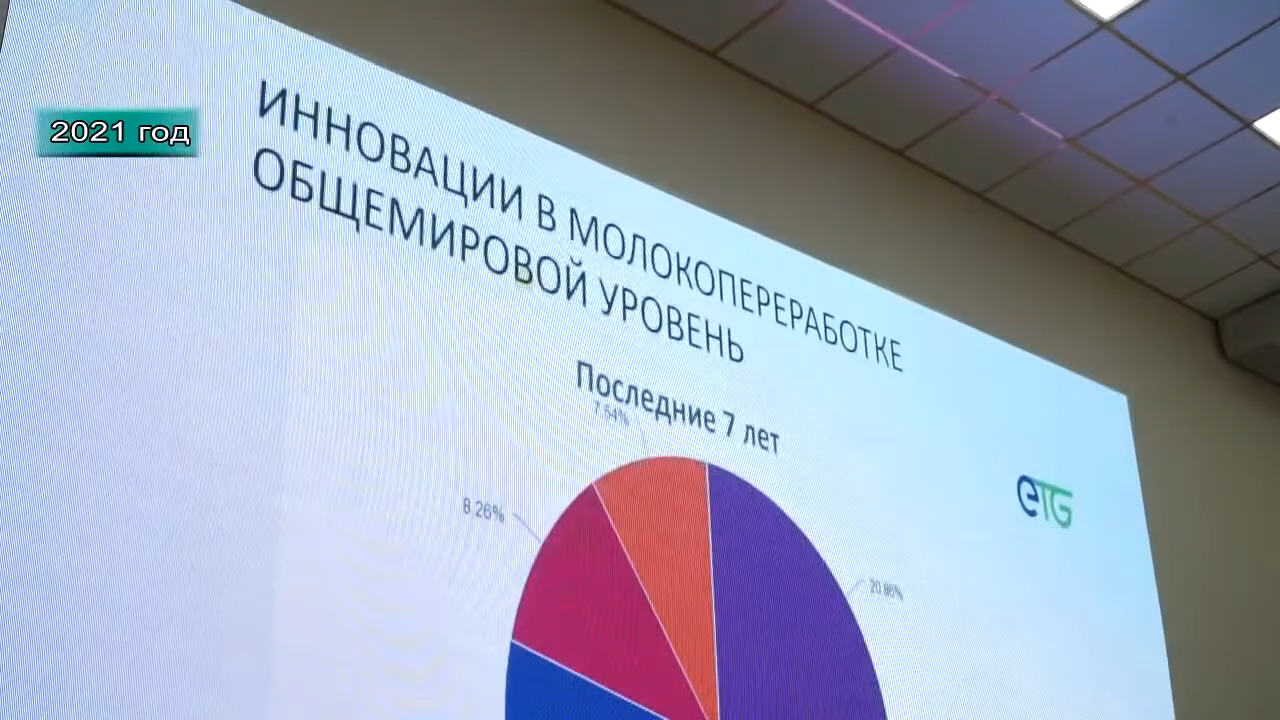 2021 год
ИННОВАЦИИ В МОЛОКОПЕРЕРАБОТКЕ
ОБЩЕМИРОВОЙ УРОВЕНЬ
Последние 7 лет
7.54%
8.26%
20.86%
eTG